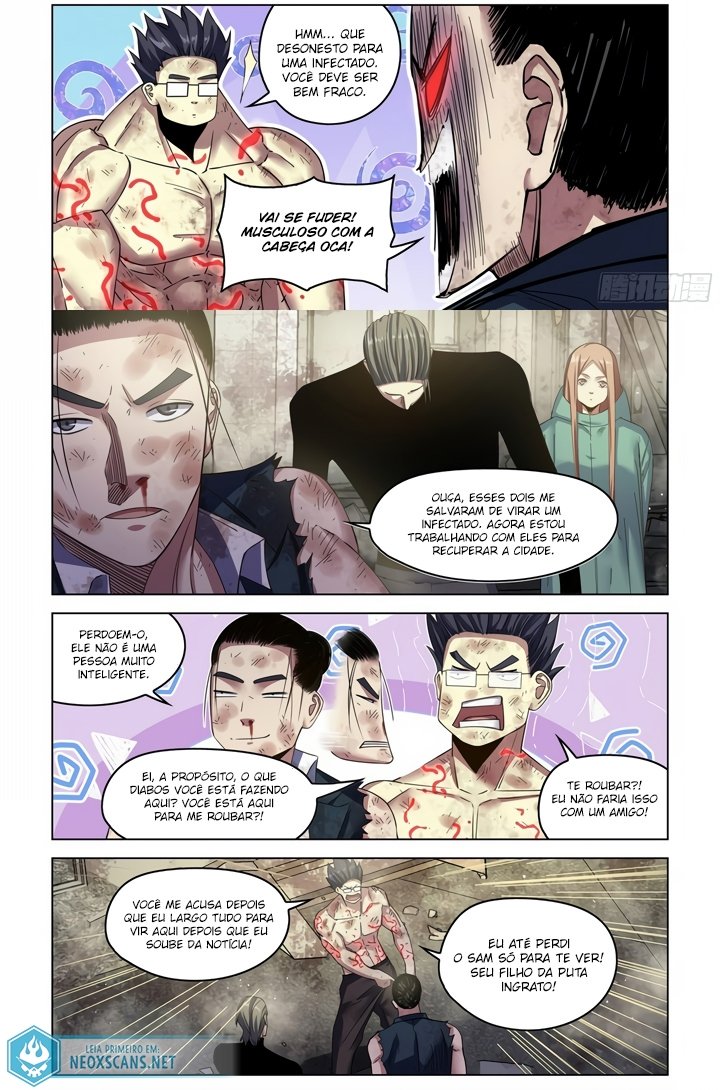 HMM... QUE
DESONESTO PARA
UMA INFECTADO.
VOCÊ DEVE SER
BEM FRACO.
VAI SE FUDER!
MUSCULOSO COM A
CABEÇA OCA!
腾讯动漫
OUÇA, ESSES DOIS ME
SALVARAM DE VIRAR UM
INFECTADO. AGORA ESTOU
TRABALHANDO COM ELES PARA
RECUPERAR A CIDADE.
PERDOEM-O,
ELE NÃO É UMA
PESSOA MUITO
INTELIGENTE.
EI, A PROPÓSITO, O QUE
DIABOS VOCÊ ESTÁ FAZENDO
AQUI? VOCÊ ESTÁ AQUI
PARA ME ROUBAR?!
TE ROUBAR?!
EU NÃO FARIA ISSO
COM UM AMIGO!
VOCÊ ME ACUSA DEPOIS
QUE EU LARGO TUDO PARA
VIR AQUI DEPOIS QUE EU
SOUBE DA NOTÍCIA!
EU ATÉ PERDI
O SAM SÓ PARA TE VER!
SEU FILHO DA PUTA
INGRATO!
LEIA PRIMEIRO EM:
NEOXSCANS.NET